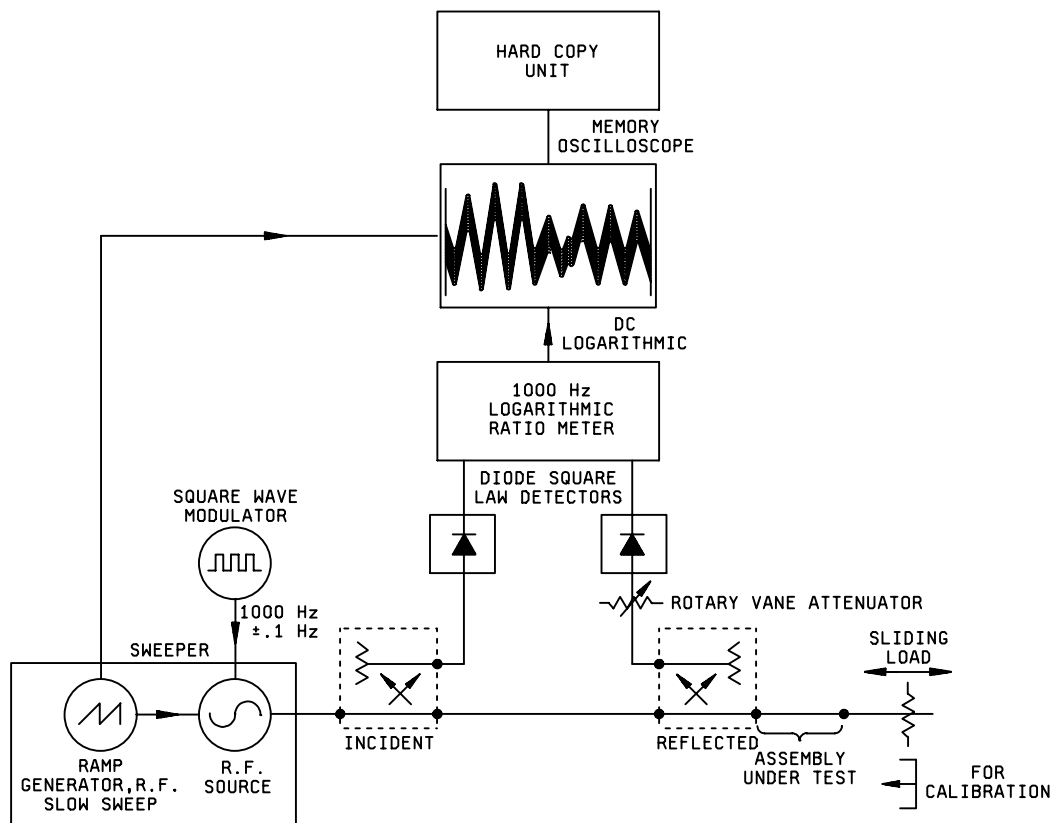 HARD COPY
UNIT
MEMORY
OSCILLOSCOPE
DC
LOGARITHMIC
1000 Hz
LOGARITHMIC
RATIO METER
DIODE SQUARE
LAW DETECTORS
SQUARE WAVE
MODULATOR
1000 Hz
±.1 Hz
ROTARY VANE ATTENUATOR
SWEEPER
SLIDING
LOAD
INCIDENT
REFLECTED
RAMP
GENERATOR,R.F.
SLOW SWEEP
R.F.
SOURCE
ASSEMBLY
UNDER TEST
FOR
CALIBRATION